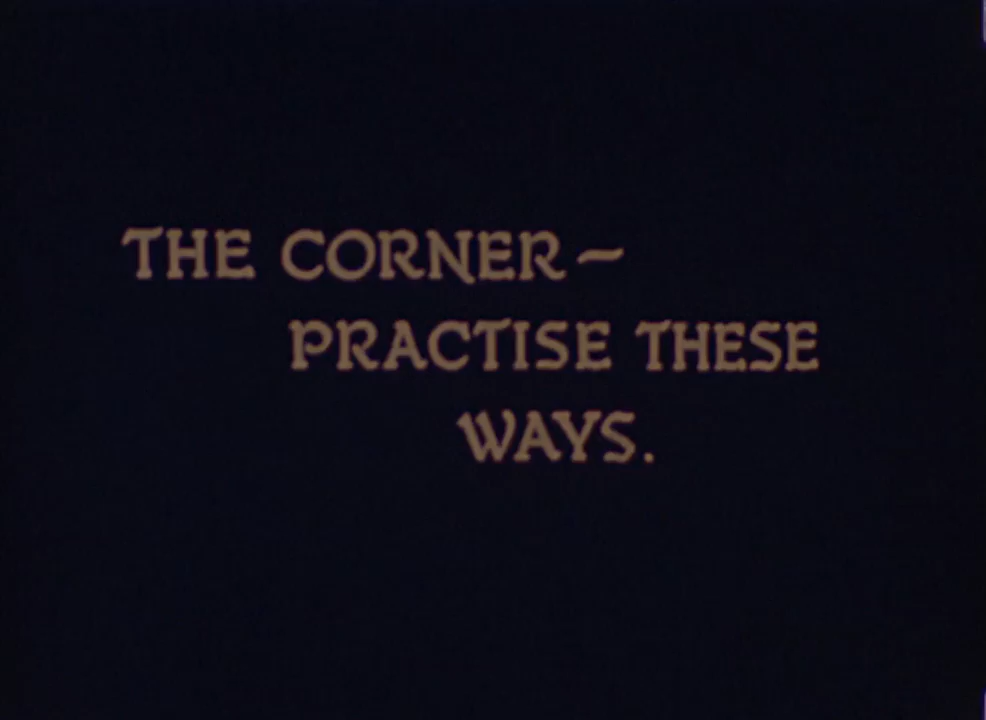 THE CORNER –
PRACTISE THESE
WAYS.